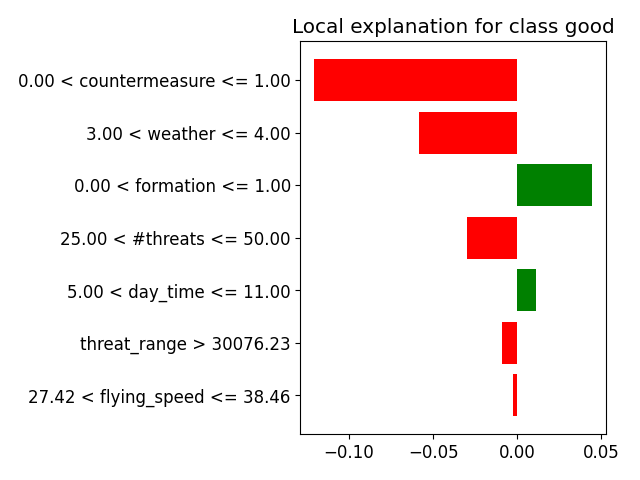 Local explanation for class good
0.00 < countermeasure <= 1.00
3.00 < weather <= 4.00
0.00 < formation <= 1.00
25.00 < #threats <= 50.00
5.00 < day_time <= 11.00
threat_range > 30076.23
27.42 < flying_speed <= 38.46
−0.10 −0.05 0.00 0.05